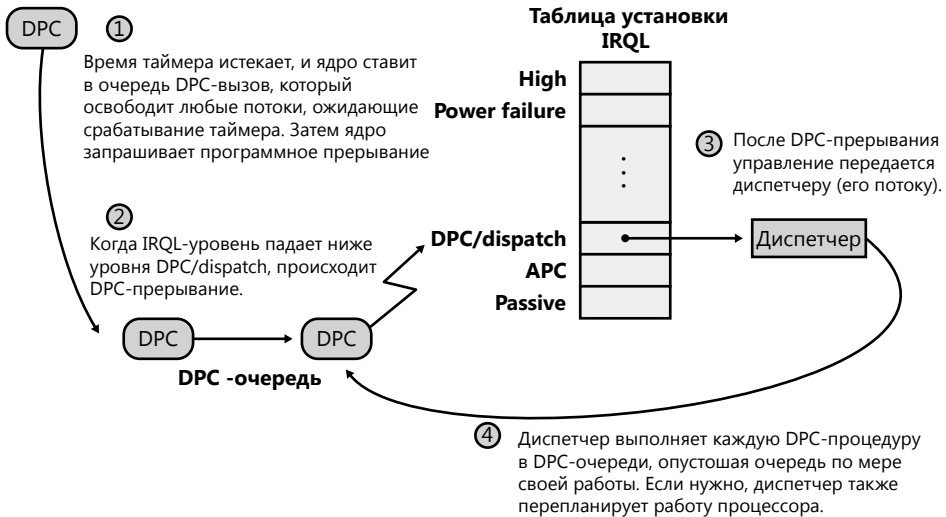 DPC
1
Время таймера истекает, и ядро ставит
в очередь DPC-вызов, который
освободит любые потоки, ожидающие
срабатывание таймера. Затем ядро
запрашивает программное прерывание
2
Когда IRQL-уровень падает ниже
уровня DPC/dispatch, происходит
DPC-прерывание.
DPC
DPC
DPC -очередь
Таблица установки
IRQL
High
Power failure
DPC/dispatch
APC
Passive
3
После DPC-прерывания
управление передается
диспетчеру (его потоку).
Диспетчер
4
Диспетчер выполняет каждую DPC-процедуру
в DPC-очереди, опустошая очередь по мере
своей работы. Если нужно, диспетчер также
перепланирует работу процессора.